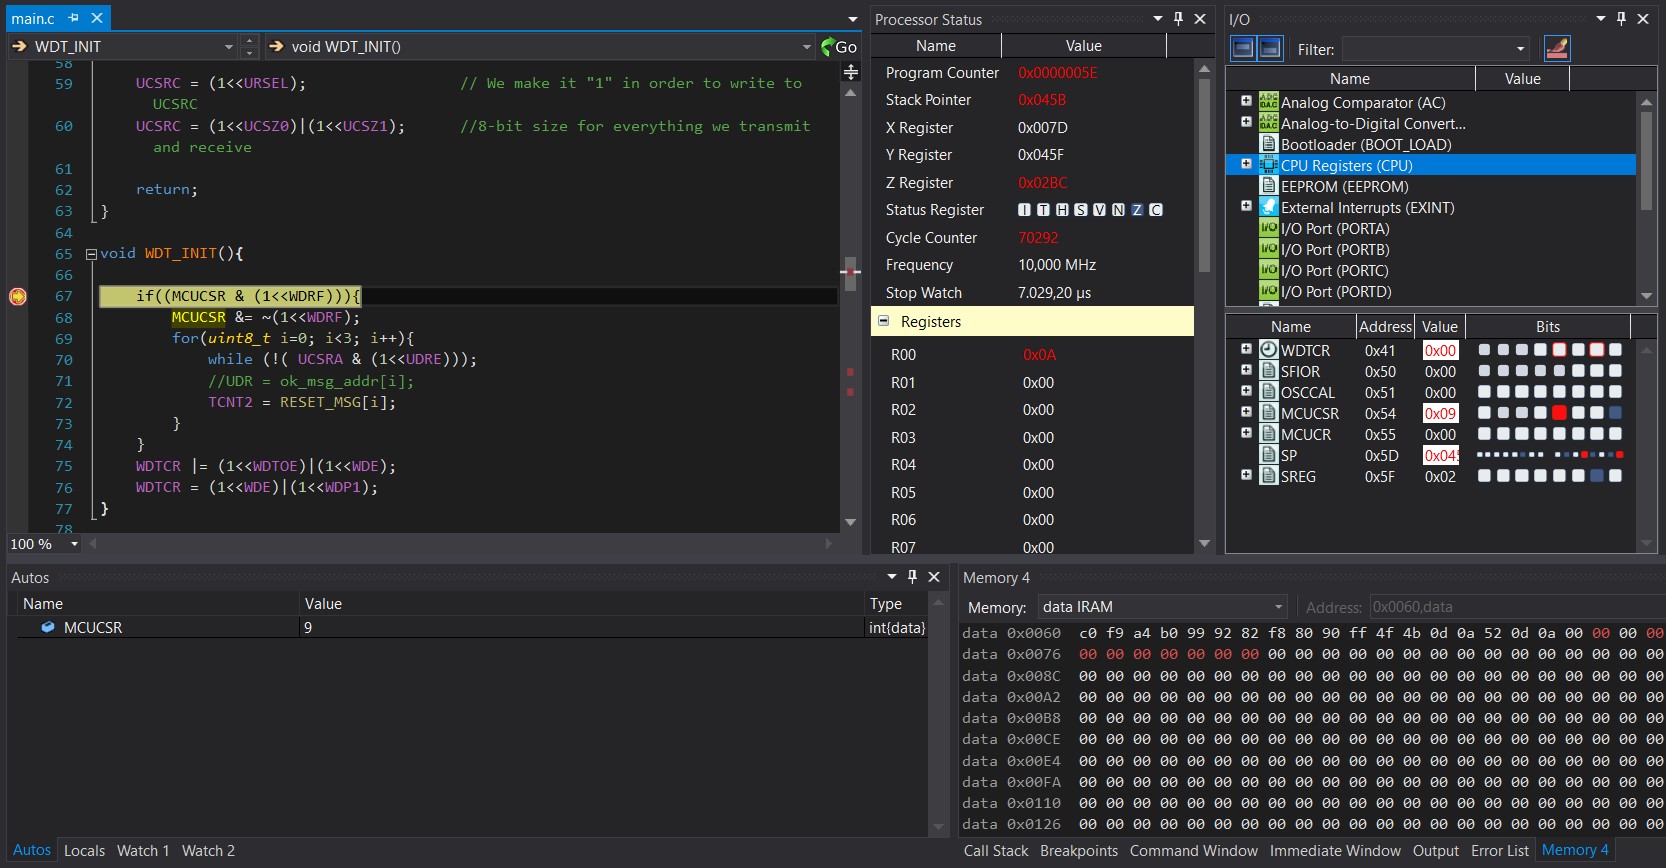 main.c
WDT_INIT
void WDT_INIT()
Go
58
59 UCSRC = (1<<URSEL); // We make it "1" in order to write to
UCSRC
60 UCSRC = (1<<UCSZ0)|(1<<UCSZ1); //8-bit size for everything we transmit
and receive
61
62 return;
63 }
64
65 void WDT_INIT(){
66
67 if((MCUCSR & (1<<WDRF))){
68 MCUCSR &= ~(1<<WDRF);
69 for(uint8_t i=0; i<3; i++){
70 while (!( UCSRA & (1<<UDRE)));
71 //UDR = ok_msg_addr[i];
72 TCNT2 = RESET_MSG[i];
73 }
74 }
75 WDTCR |= (1<<WDTOE)|(1<<WDE);
76 WDTCR = (1<<WDE)|(1<<WDP1);
77 }
78
100 %
Processor Status
Name Value
Program Counter 0x0000005E
Stack Pointer 0x045B
X Register 0x007D
Y Register 0x045F
Z Register 0x02BC
Status Register I T H S V N Z C
Cycle Counter 70292
Frequency 10,000 MHz
Stop Watch 7.029,20 µs
Registers
R00 0x0A
R01 0x00
R02 0x00
R03 0x00
R04 0x00
R05 0x00
R06 0x00
R07 0x00
I/O
Filter:
Name Value
Analog Comparator (AC)
Analog-to-Digital Convert...
Bootloader (BOOT_LOAD)
CPU Registers (CPU)
EEPROM (EEPROM)
External Interrupts (EXINT)
I/O Port (PORTA)
I/O Port (PORTB)
I/O Port (PORTC)
I/O Port (PORTD)
Name Address Value Bits
WDTCR 0x41 0x00
SFIOR 0x50 0x00
OSCCAL 0x51 0x00
MCUCSR 0x54 0x09
MCUCR 0x55 0x00
SP 0x5D 0x045
SREG 0x5F 0x02
Autos
Name Value Type
MCUCSR 9 int{data}
Autos Locals Watch 1 Watch 2
Memory 4
Memory: data IRAM Address: 0x0060,data
data 0x0060 c0 f9 a4 b0 99 92 82 f8 80 90 ff 4f 4b 0d 0a 52 0d 0a 00 00 00 00
data 0x0076 00 00 00 00 00 00 00 00 00 00 00 00 00 00 00 00 00 00 00 00 00 00
data 0x008C 00 00 00 00 00 00 00 00 00 00 00 00 00 00 00 00 00 00 00 00 00 00
data 0x00A2 00 00 00 00 00 00 00 00 00 00 00 00 00 00 00 00 00 00 00 00 00 00
data 0x00B8 00 00 00 00 00 00 00 00 00 00 00 00 00 00 00 00 00 00 00 00 00 00
data 0x00CE 00 00 00 00 00 00 00 00 00 00 00 00 00 00 00 00 00 00 00 00 00 00
data 0x00E4 00 00 00 00 00 00 00 00 00 00 00 00 00 00 00 00 00 00 00 00 00 00
data 0x00FA 00 00 00 00 00 00 00 00 00 00 00 00 00 00 00 00 00 00 00 00 00 00
data 0x0110 00 00 00 00 00 00 00 00 00 00 00 00 00 00 00 00 00 00 00 00 00 00
data 0x0126 00 00 00 00 00 00 00 00 00 00 00 00 00 00 00 00 00 00 00 00 00 00
Call Stack Breakpoints Command Window Immediate Window Output Error List Memory 4